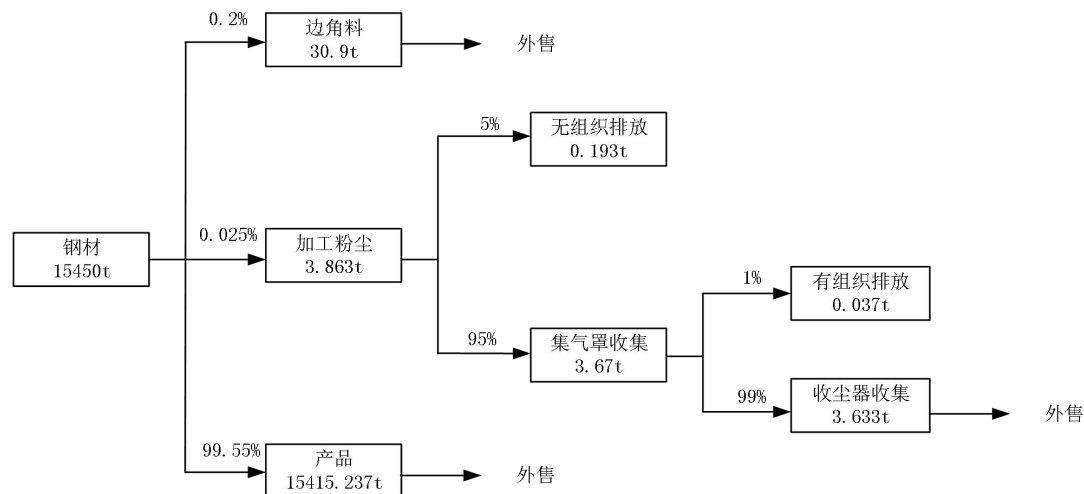 0.2%
边角料
30.9t
外售
5%
无组织排放
0.193t
钢材
15450t
0.025%
加工粉尘
3.863t
1%
有组织排放
0.037t
95%
集气罩收集
3.67t
99%
收尘器收集
3.633t
外售
99.55%
产品
15415.237t
外售